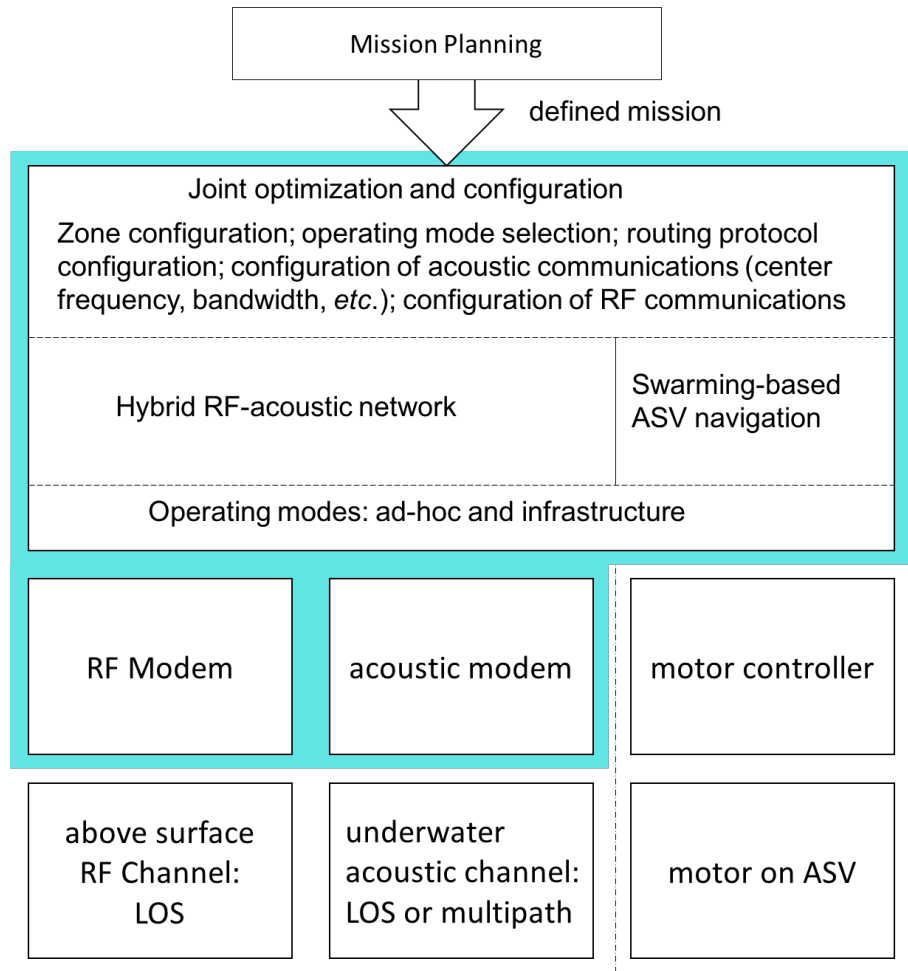 Mission Planning
defined mission
Joint optimization and configuration
Zone configuration; operating mode selection; routing protocol
configuration; configuration of acoustic communications (center
frequency, bandwidth, etc.); configuration of RF communications
Hybrid RF-acoustic network
Swarming-based
ASV navigation
Operating modes: ad-hoc and infrastructure
RF Modem
acoustic modem
motor controller
above surface
RF Channel:
LOS
underwater
acoustic channel:
LOS or multipath
motor on ASV